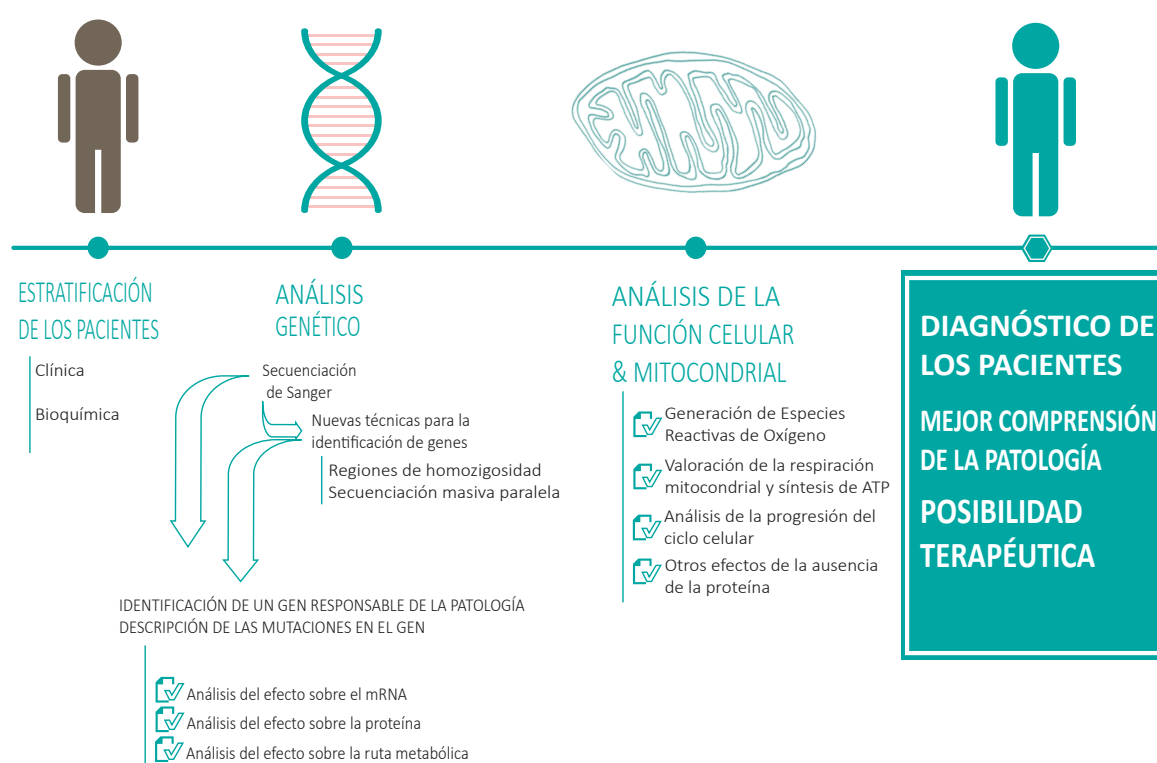 ESTRATIFICACIÓN
DE LOS PACIENTES
Clínica
Bioquímica
ANÁLISIS
GENÉTICO
Secuenciación
de Sanger
Nuevas técnicas para la
identificación de genes
Regiones de homozigosidad
Secuenciación masiva paralela
IDENTIFICACIÓN DE UN GEN RESPONSABLE DE LA PATOLOGÍA
DESCRIPCIÓN DE LAS MUTACIONES EN EL GEN
Análisis del efecto sobre el mRNA
Análisis del efecto sobre la proteína
Análisis del efecto sobre la ruta metabólica
ANÁLISIS DE LA
FUNCIÓN CELULAR
& MITOCONDRIAL
Generación de Especies
Reactivas de Oxígeno
Valoración de la respiración
mitocondrial y síntesis de ATP
Análisis de la progresión del
ciclo celular
Otros efectos de la ausencia
de la proteína
DIAGNÓSTICO DE
LOS PACIENTES
MEJOR COMPRENSIÓN
DE LA PATOLOGÍA
POSIBILIDAD
TERAPÉUTICA